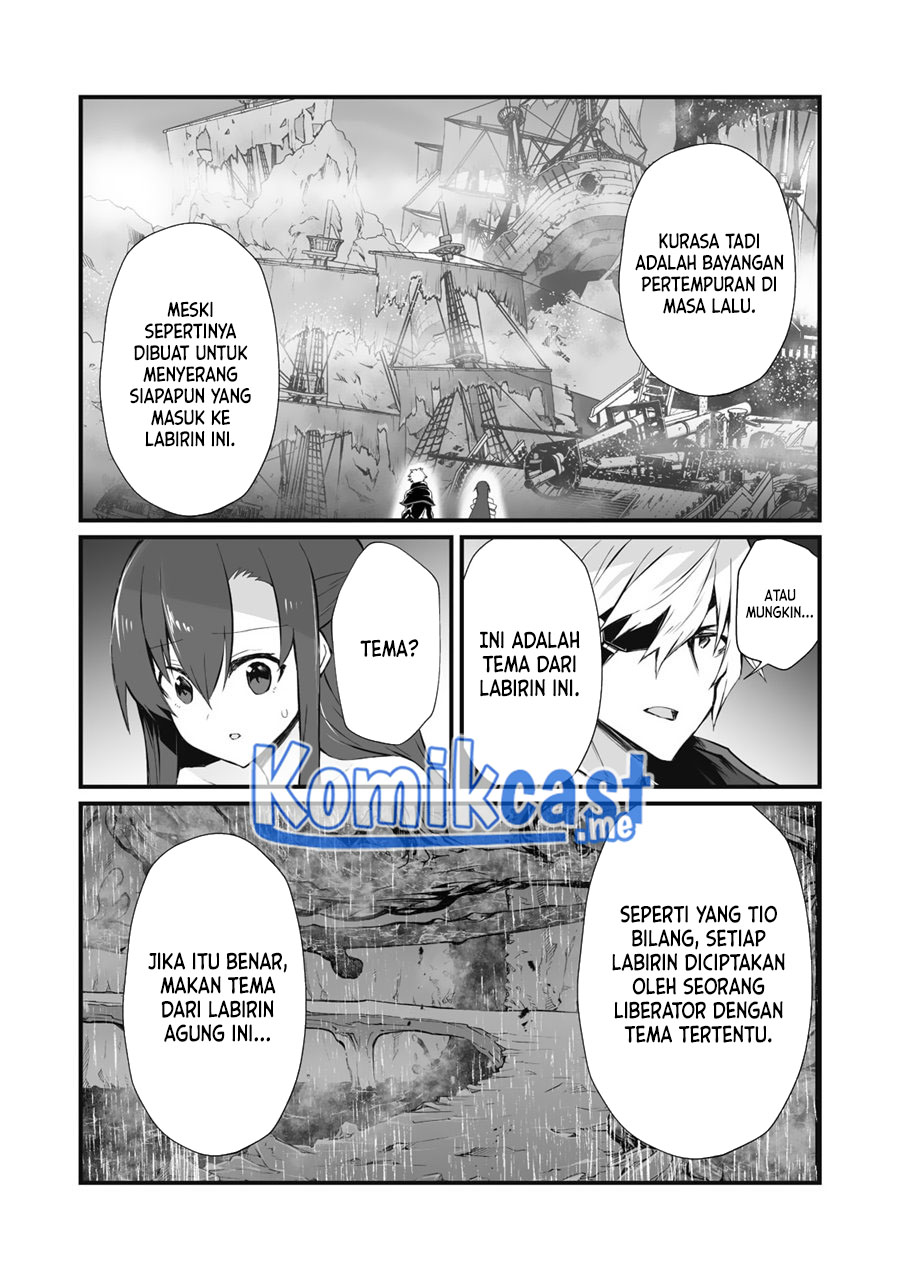 KURASA TADI
ADALAH BAYANGAN
PERTEMPURAN DI
MASA LALU.
MESKI
SEPERTINYA
DIBUAT UNTUK
MENYERANG
SIAPAPUN YANG
MASUK KE
LABIRIN INI.
ATAU
MUNGKIN...
INI ADALAH
TEMA DARI
LABIRIN INI.
TEMA?
Komikcast
.me
SEPERTI YANG TIO
BILANG, SETIAP
LABIRIN DICIPTAKAN
OLEH SEORANG
LIBERATOR DENGAN
TEMA TERTENTU.
JIKA ITU BENAR,
MAKAN TEMA
DARI LABIRIN
AGUNG INI...